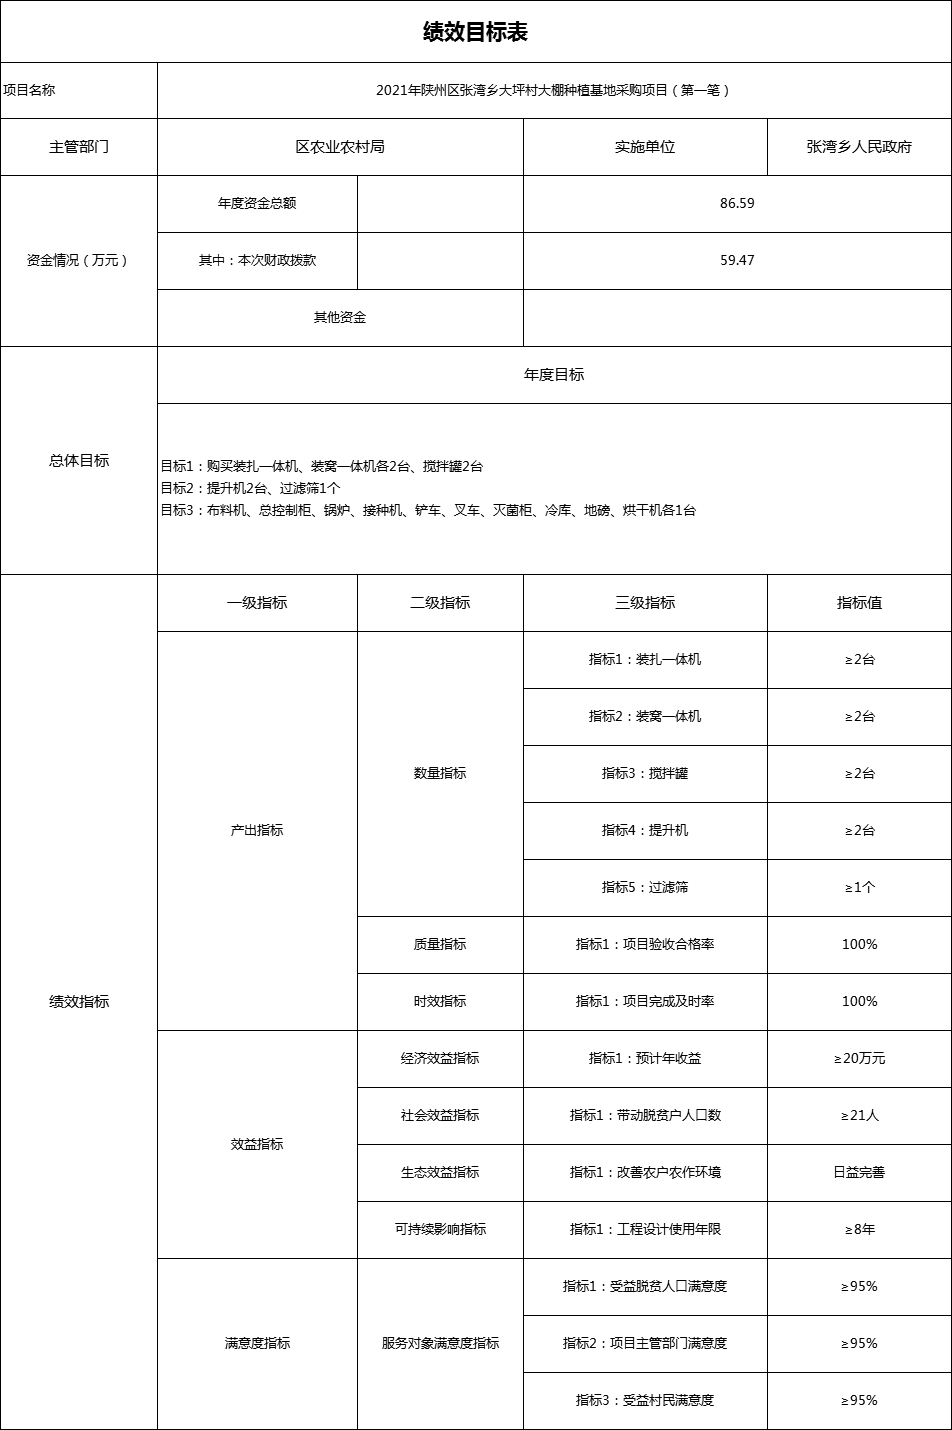 绩效目标表
项目名称
2021年陕州区张湾乡大坪村大棚种植基地采购项目（第一笔）
主管部门
区农业农村局
实施单位
张湾乡人民政府
资金情况（万元）
年度资金总额
86.59
其中：本次财政拨款
59.47
其他资金
总体目标
年度目标
目标1：购买装扎一体机、装窝一体机各2台、搅拌罐2台
目标2：提升机2台、过滤筛1个
目标3：布料机、总控制柜、锅炉、接种机、铲车、叉车、灭菌柜、冷库、地磅、烘干机各1台
绩效指标
一级指标
二级指标
三级指标
指标值
产出指标
数量指标
指标1：装扎一体机
≥2台
指标2：装窝一体机
≥2台
指标3：搅拌罐
≥2台
指标4：提升机
≥2台
指标5：过滤筛
≥1个
质量指标
指标1：项目验收合格率
100%
时效指标
指标1：项目完成及时率
100%
效益指标
经济效益指标
指标1：预计年收益
≥20万元
社会效益指标
指标1：带动脱贫户人口数
≥21人
生态效益指标
指标1：改善农户农作环境
日益完善
可持续影响指标
指标1：工程设计使用年限
≥8年
满意度指标
服务对象满意度指标
指标1：受益脱贫人口满意度
≥95%
指标2：项目主管部门满意度
≥95%
指标3：受益村民满意度
≥95%